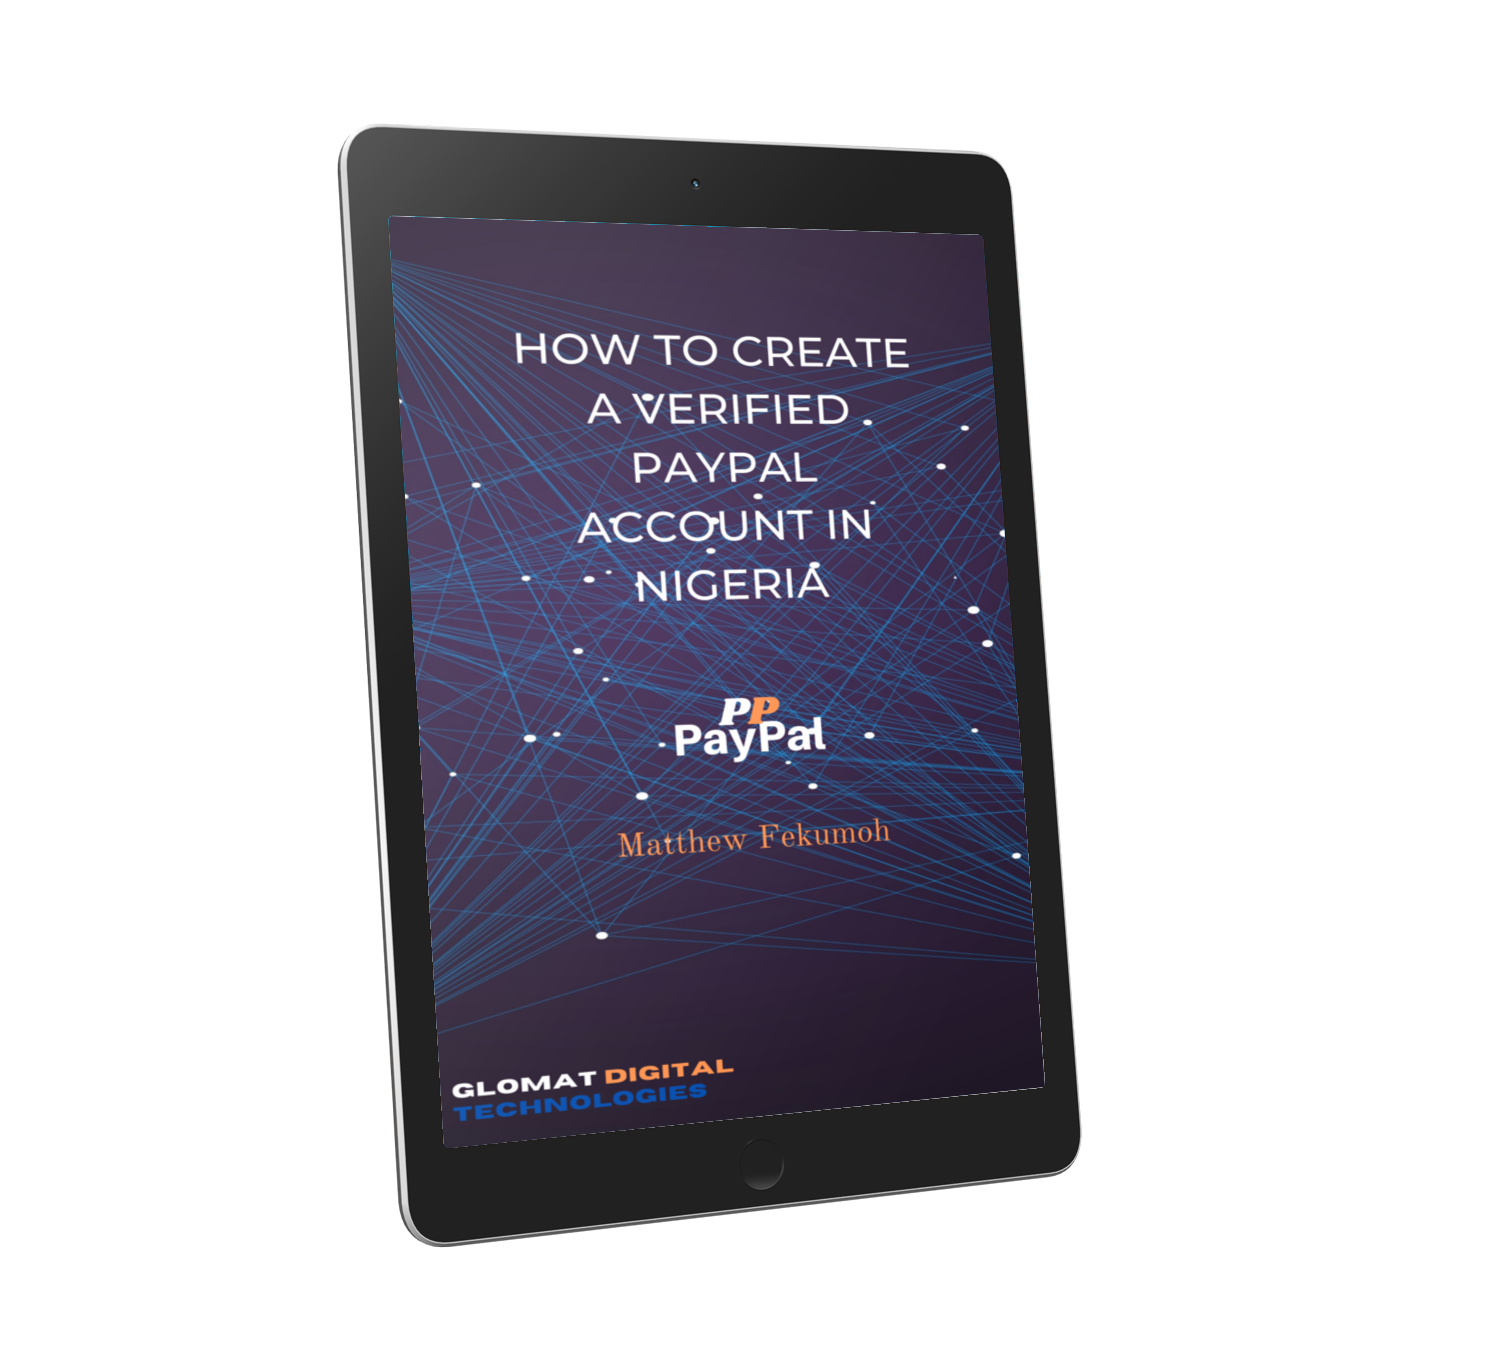 HOW TO CREATE
A VERIFIED
PAYPAL
ACCOUNT IN
NIGERIA
PP
PayPal
Matthew Fekumoh
GLOMAT DIGITAL
TECHNOLOGIES